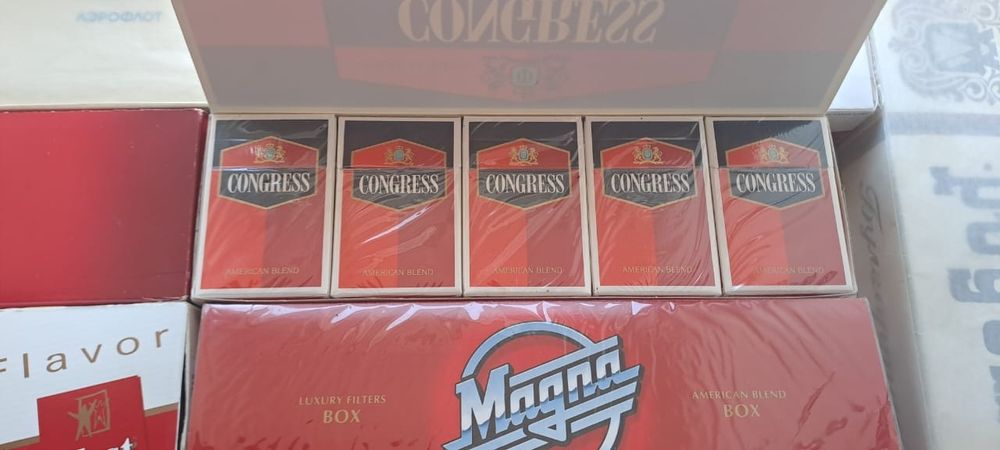 АЭРОФЛОТ
CONGRESS
CONGRESS
CONGRESS
CONGRESS
CONGRESS
CONGRESS
AMERICAN BLEND
AMERICAN BLEND
AMERICAN BLEND
AMERICAN BLEND
AMERICAN BLEND
Flavor
LUXURY FILTERS
BOX
Magna
AMERICAN BLEND
BOX